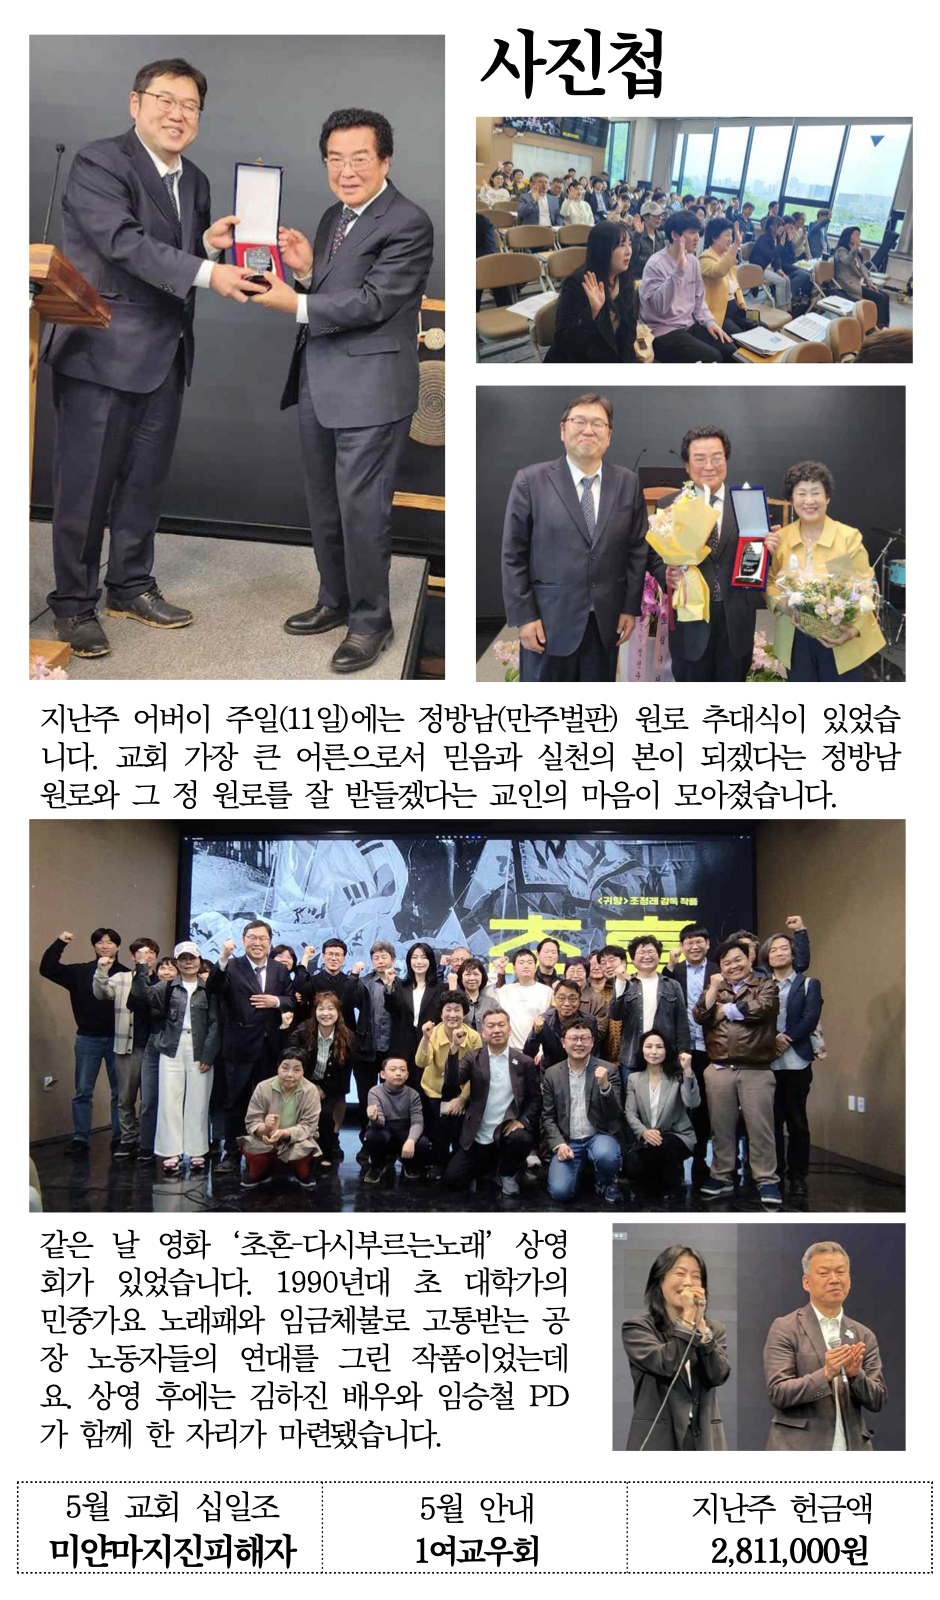 사진첩
지난주 어버이 주일(11일)에는 정방남(만주벌판) 원로 추대식이 있었습
니다. 교회 가장 큰 어른으로서 믿음과 실천의 본이 되겠다는 정방남
원로와 그 정 원로를 잘 받들겠다는 교인의 마음이 모아졌습니다.
<귀향> 조정래 감독 작품
초혼
같은 날 영화 ‘초혼-다시부르는노래’ 상영
회가 있었습니다. 1990년대 초 대학가의
민중가요 노래패와 임금체불로 고통받는 공
장 노동자들의 연대를 그린 작품이었는데
요. 상영 후에는 김하진 배우와 임승철 PD
가 함께 한 자리가 마련됐습니다.
5월 교회 십일조
미얀마지진피해자
5월 안내
1여교우회
지난주 헌금액
2,811,000원